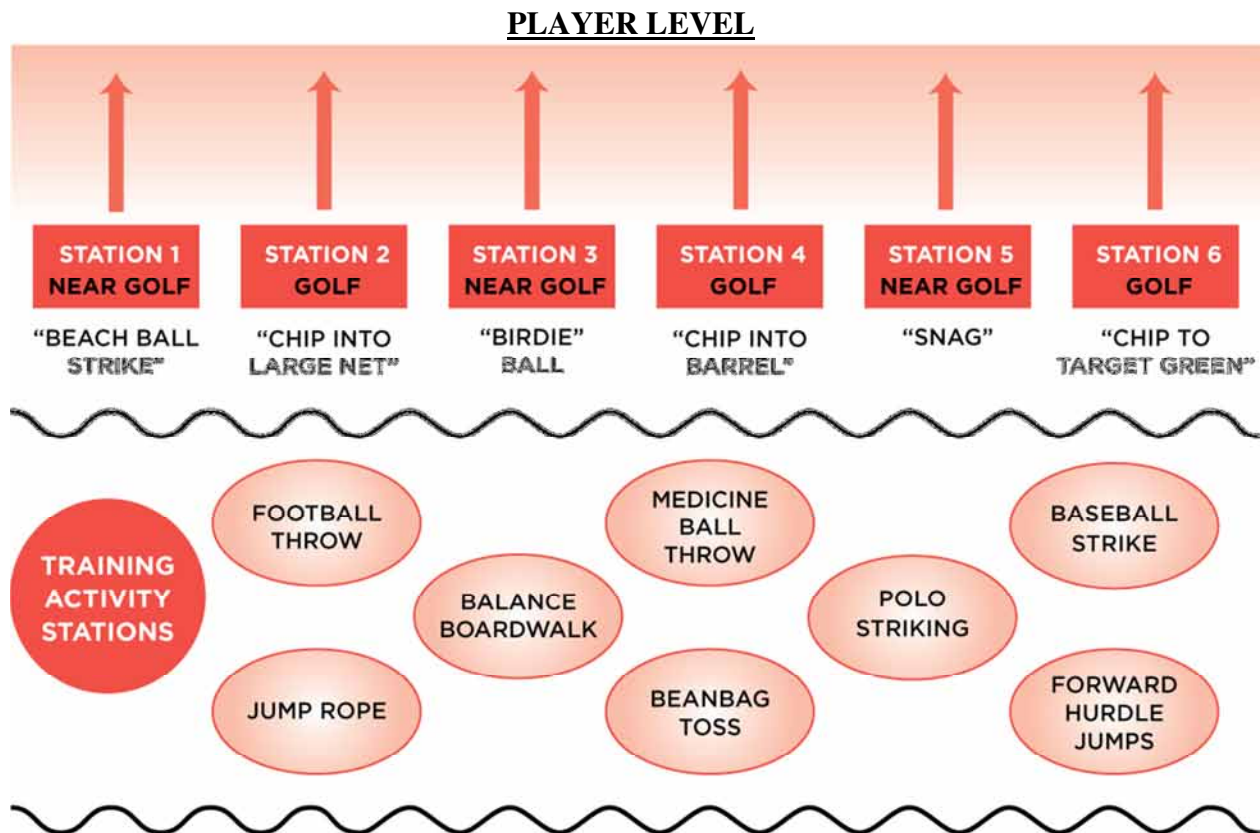 PLAYER LEVEL
STATION 1
NEAR GOLF
STATION 2
GOLF
STATION 3
NEAR GOLF
STATION 4
GOLF
STATION 5
NEAR GOLF
STATION 6
GOLF
“BEACH BALL
STRIKE”
“CHIP INTO
LARGE NET”
“BIRDIE”
BALL
“CHIP INTO
BARREL”
“SNAG”
“CHIP TO
TARGET GREEN”
TRAINING
ACTIVITY
STATIONS
FOOTBALL
THROW
JUMP ROPE
BALANCE
BOARDWALK
MEDICINE
BALL
THROW
BEANBAG
TOSS
POLO
STRIKING
BASEBALL
STRIKE
FORWARD
HURDLE
JUMPS